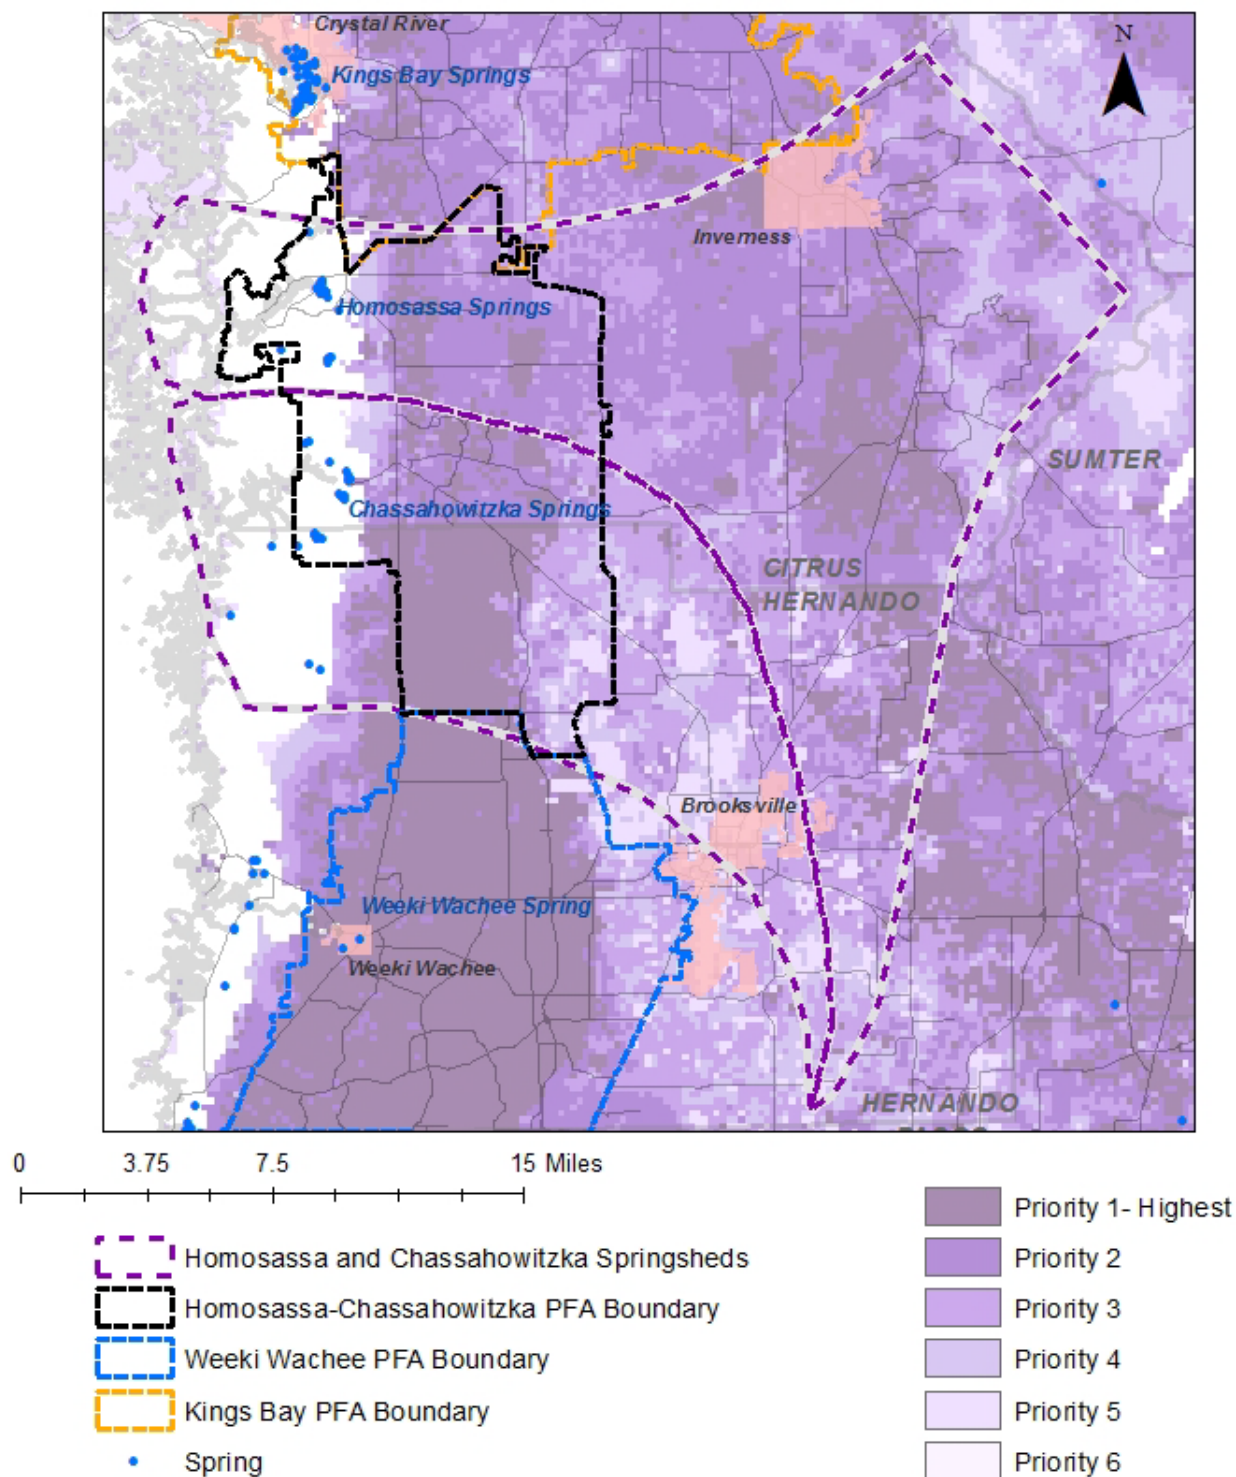 Crystal River
N
Kings Bay Springs
Inverness
Homosassa Springs
SUMTER
Chassahowitzka Springs
CITRUS
HERNANDO
Brooksville
Weeki Wachee Spring
Weeki Wachee
HERNANDO
0 3.75 7.5 15 Miles
Homosassa and Chassahowitzka Springsheds
Homosassa-Chassahowitzka PFA Boundary
Weeki Wachee PFA Boundary
Kings Bay PFA Boundary
Spring
Priority 1- Highest
Priority 2
Priority 3
Priority 4
Priority 5
Priority 6